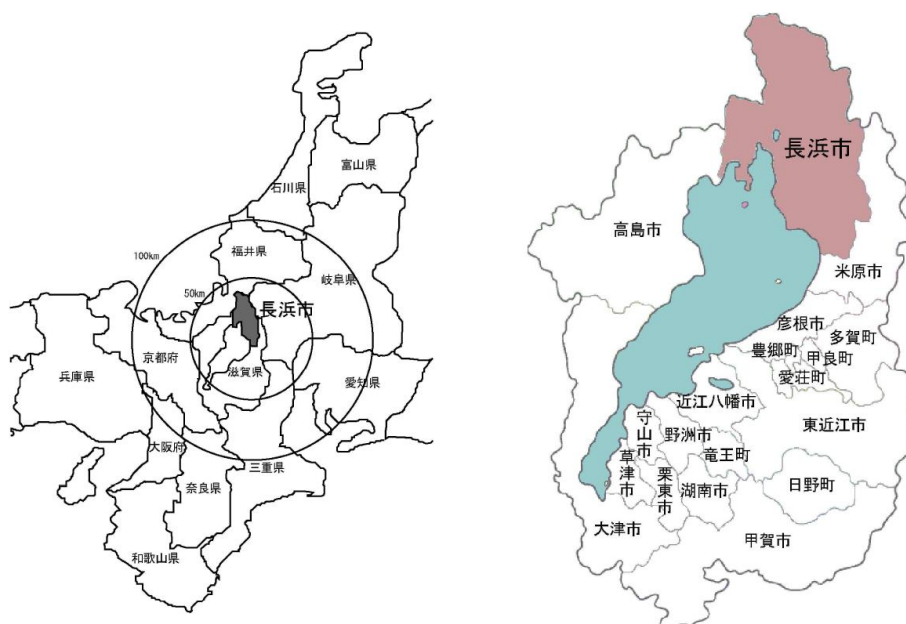 富山県
石川県
福井県
100km
岐阜県
50km
長浜市
京都府
滋賀県
兵庫県
愛知県
大阪府
三重県
奈良県
和歌山県
長浜市
高島市
米原市
彦根市
多賀町
豊郷町
甲良町
愛荘町
近江八幡市
東近江市
守山市
野洲市
竜王町
草津市
栗東市
湖南市
日野町
大津市
甲賀市